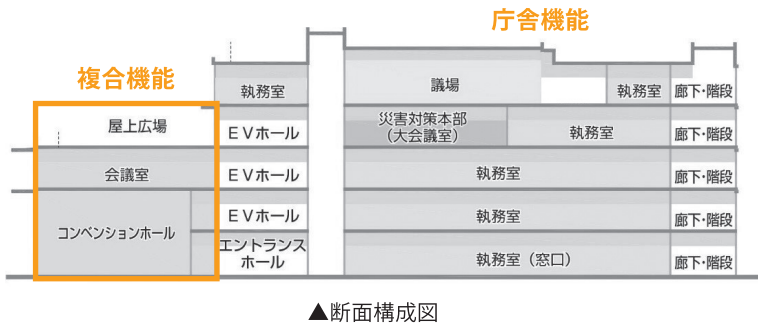 庁舎機能
複合機能
執務室
議場
執務室
廊下・階段
屋上広場
EVホール
災害対策本部
（大会議室）
執務室
廊下・階段
会議室
EVホール
執務室
廊下・階段
コンベンションホール
EVホール
執務室
廊下・階段
エントランス
ホール
執務室（窓口）
廊下・階段
▲断面構成図